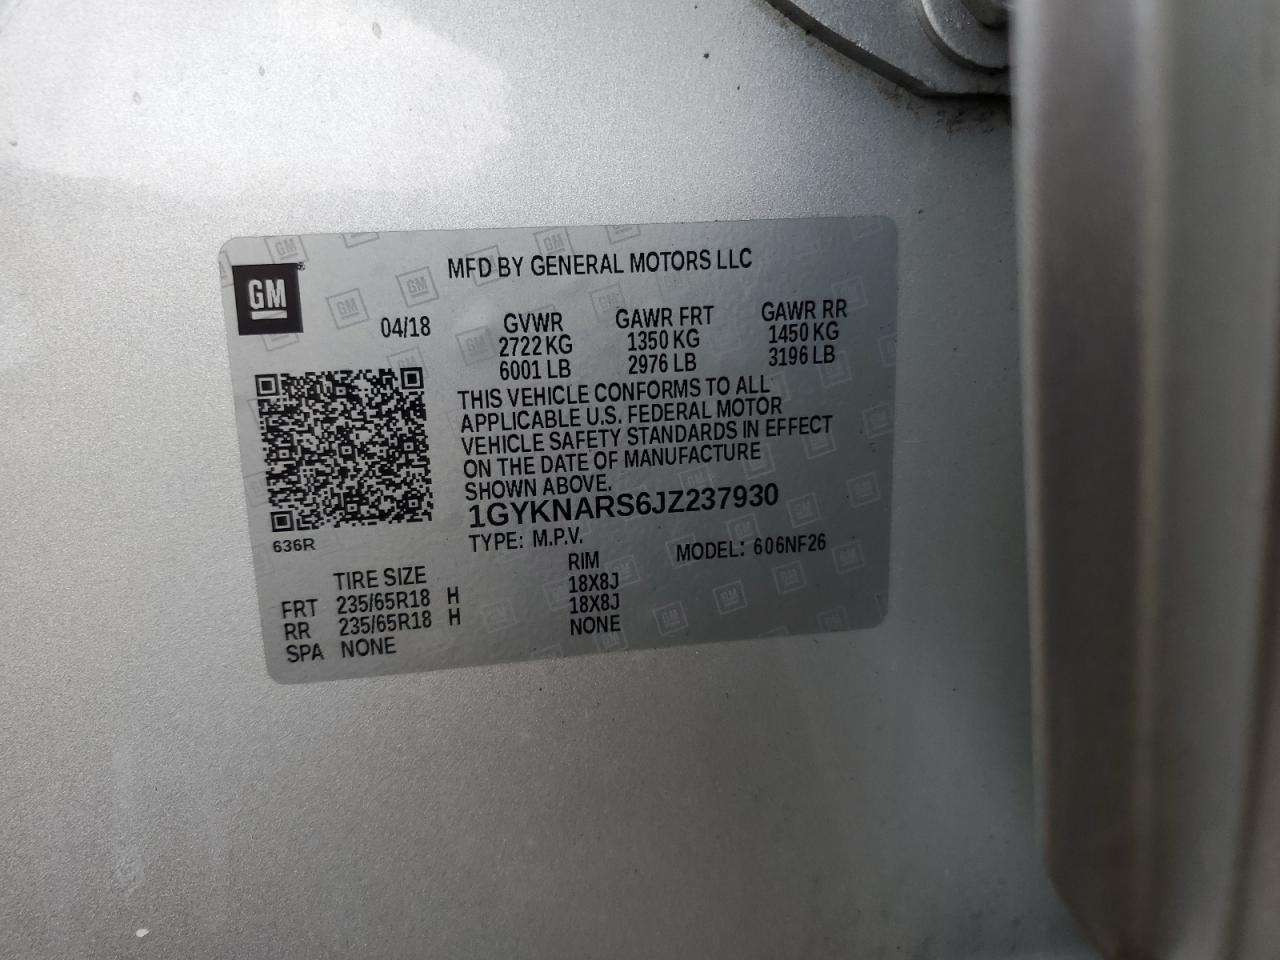 GM
MFD BY GENERAL MOTORS LLC
04/18
GVWR GAWR FRT GAWR RR
2722 KG 1350 KG 1450 KG
6001 LB 2976 LB 3196 LB
THIS VEHICLE CONFORMS TO ALL
APPLICABLE U.S. FEDERAL MOTOR
VEHICLE SAFETY STANDARDS IN EFFECT
ON THE DATE OF MANUFACTURE
SHOWN ABOVE.
1GYKNARS6JZ237930
636R
TYPE: M.P.V. MODEL: 606NF26
TIRE SIZE RIM
FRT 235/65R18 H 18X8J
RR 235/65R18 H 18X8J
SPA NONE NONE